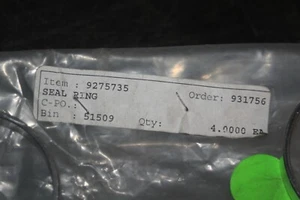 Item : 9275735
SEAL RING Order: 931756
C-PO.:
Bin : 51509 Qty: 4.0000 EA